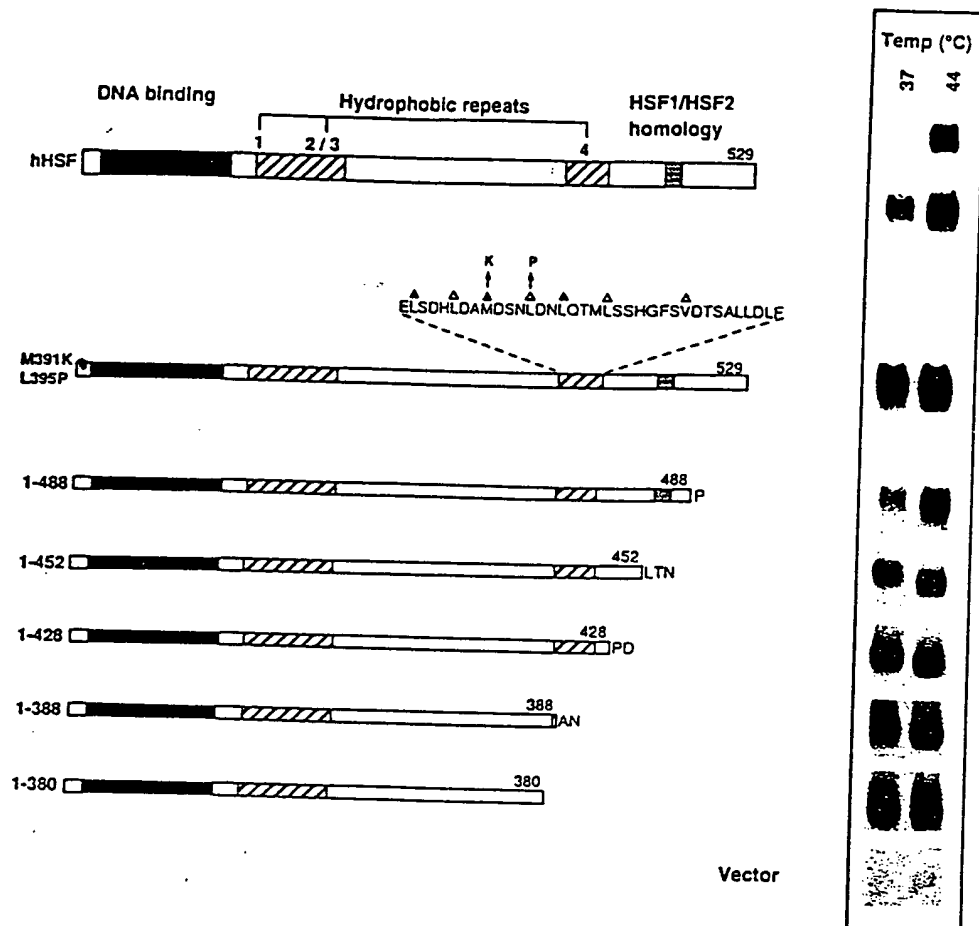 Temp (°C)
37 44
DNA binding
Hydrophobic repeats
HSF1/HSF2
homology
1 2 / 3 4 529
hHSF
K P
ELSDHLDAMDSNLDNLQTMLSSHGFSVDTSALLDLE
M391K
L395P
529
1-488
488
P
1-452
452
LTN
1-428
428
PD
1-388
388
AN
1-380
380
Vector